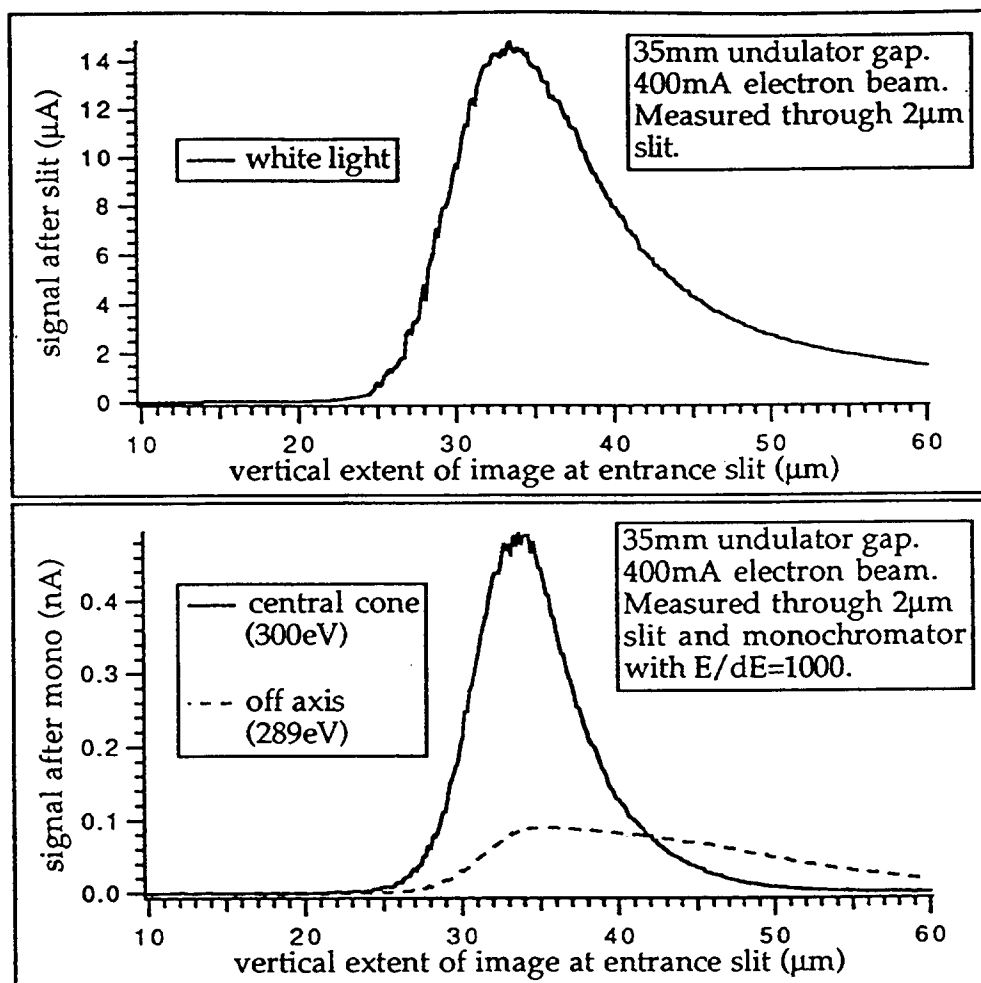 35mm undulator gap.
400mA electron beam.
Measured through 2µm
slit.
white light
signal after slit (µA)
14
12
10
8
6
4
2
0
10 20 30 40 50 60
vertical extent of image at entrance slit (µm)
35mm undulator gap.
400mA electron beam.
Measured through 2µm
slit and monochromator
with E/dE=1000.
central cone
(300eV)
off axis
(289eV)
signal after mono (nA)
0.4
0.3
0.2
0.1
0.0
10 20 30 40 50 60
vertical extent of image at entrance slit (µm)